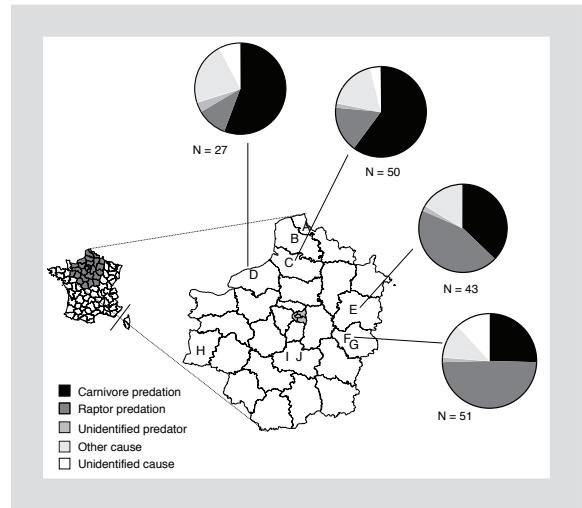 N = 27
N = 50
A
B
C
D
N = 43
E
F
G
H
I J
N = 51
Carnivore predation
Raptor predation
Unidentified predator
Other cause
Unidentified cause